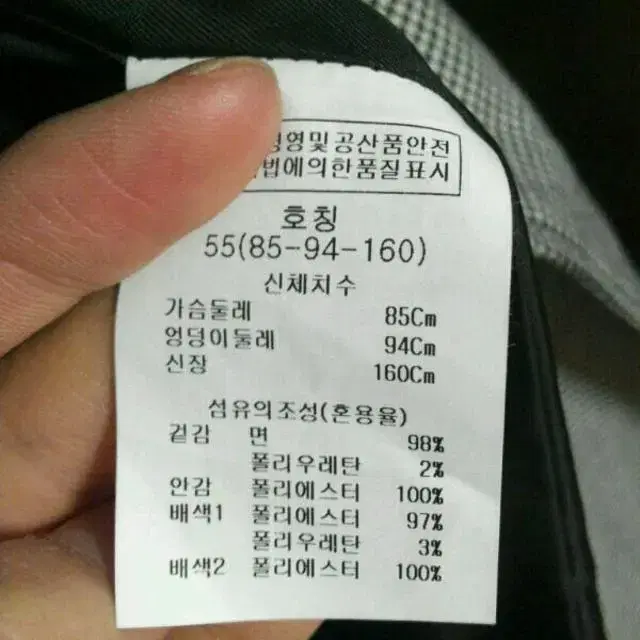 및공산품안전
법에의한품질표시
호칭
55(85-94-160)
신체치수
가슴둘레 85Cm
엉덩이둘레 94Cm
신장 160Cm
섬유의조성(혼용율)
겉감 면 98%
폴리우레탄 2%
안감 폴리에스터 100%
배색1 폴리에스터 97%
폴리우레탄 3%
배색2 폴리에스터 100%